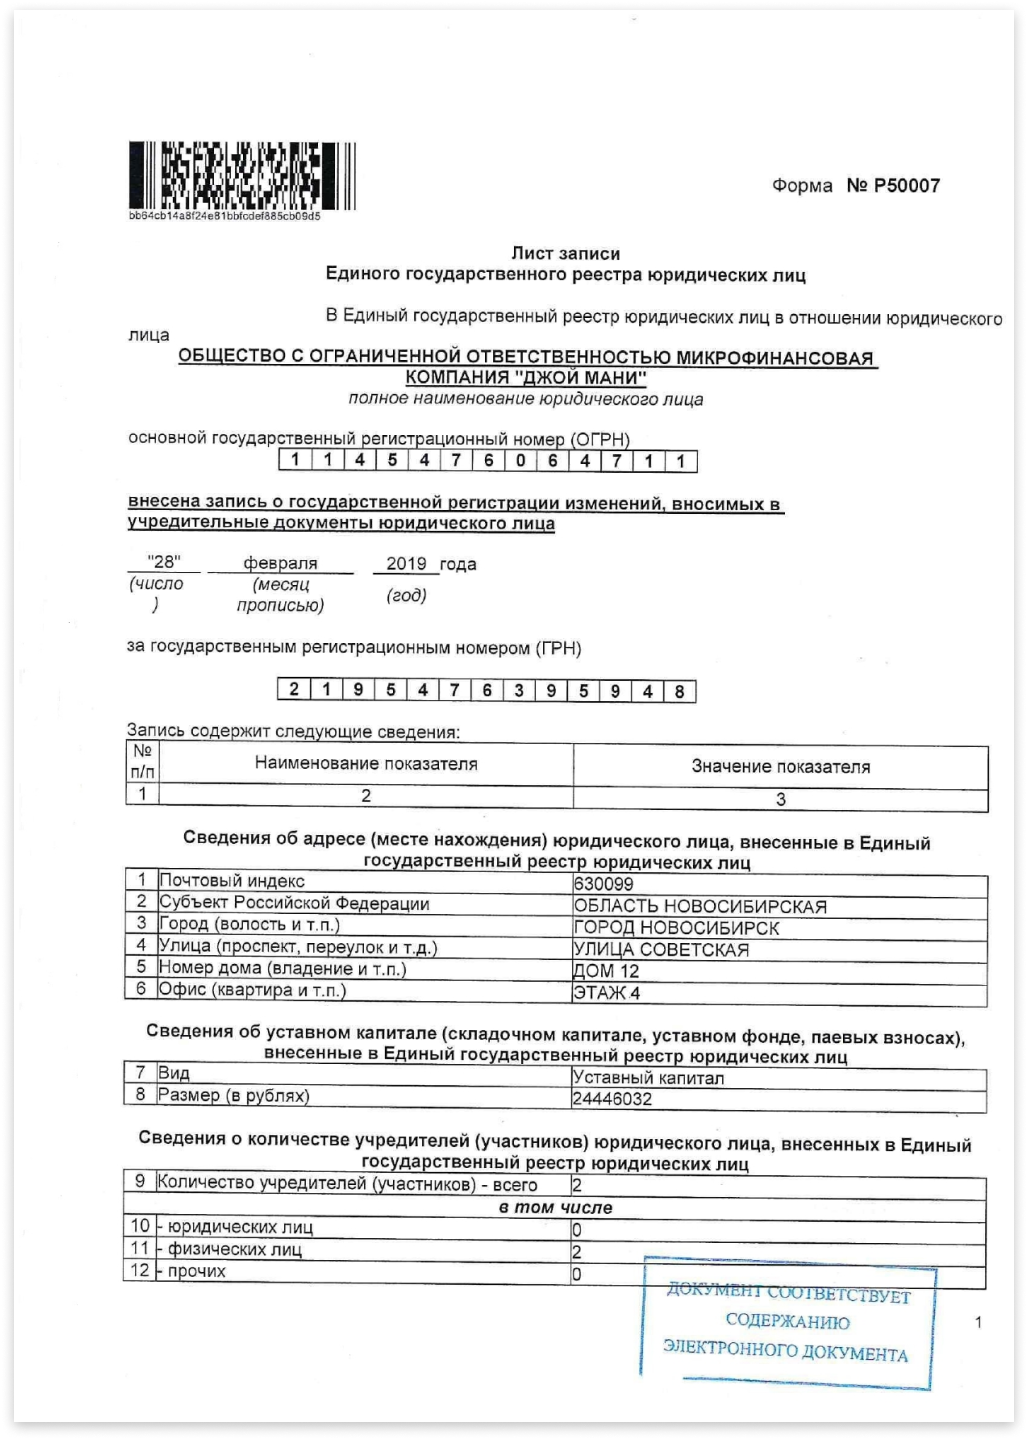 Форма № Р50007
bb64cb14a8f24e81bbfcdef885cb09d5
Лист записи
Единого государственного реестра юридических лиц
В Единый государственный реестр юридических лиц в отношении юридического
лица
ОБЩЕСТВО С ОГРАНИЧЕННОЙ ОТВЕТСТВЕННОСТЬЮ МИКРОФИНАНСОВАЯ
КОМПАНИЯ "ДЖОЙ МАНИ"
полное наименование юридического лица
основной государственный регистрационный номер (ОГРН)
1 1 4 5 4 7 6 0 6 4 7 1 1
внесена запись о государственной регистрации изменений, вносимых в
учредительные документы юридического лица
"28" февраля 2019 года
(число (месяц (год)
) прописью)
за государственным регистрационным номером (ГРН)
2 1 9 5 4 7 6 3 9 5 9 4 8
Запись содержит следующие сведения:
№ п/п Наименование показателя Значение показателя
1 2 3
Сведения об адресе (месте нахождения) юридического лица, внесенные в Единый
государственный реестр юридических лиц
1 Почтовый индекс 630099
2 Субъект Российской Федерации ОБЛАСТЬ НОВОСИБИРСКАЯ
3 Город (волость и т.п.) ГОРОД НОВОСИБИРСК
4 Улица (проспект, переулок и т.д.) УЛИЦА СОВЕТСКАЯ
5 Номер дома (владение и т.п.) ДОМ 12
6 Офис (квартира и т.п.) ЭТАЖ 4
Сведения об уставном капитале (складочном капитале, уставном фонде, паевых взносах),
внесенные в Единый государственный реестр юридических лиц
7 Вид Уставный капитал
8 Размер (в рублях) 24446032
Сведения о количестве учредителей (участников) юридического лица, внесенных в Единый
государственный реестр юридических лиц
9 Количество учредителей (участников) - всего 2
в том числе
10 - юридических лиц 0
11 - физических лиц 2
12 - прочих 0
ДОКУМЕНТ СООТВЕТСТВУЕТ
СОДЕРЖАНИЮ
ЭЛЕКТРОННОГО ДОКУМЕНТА
1